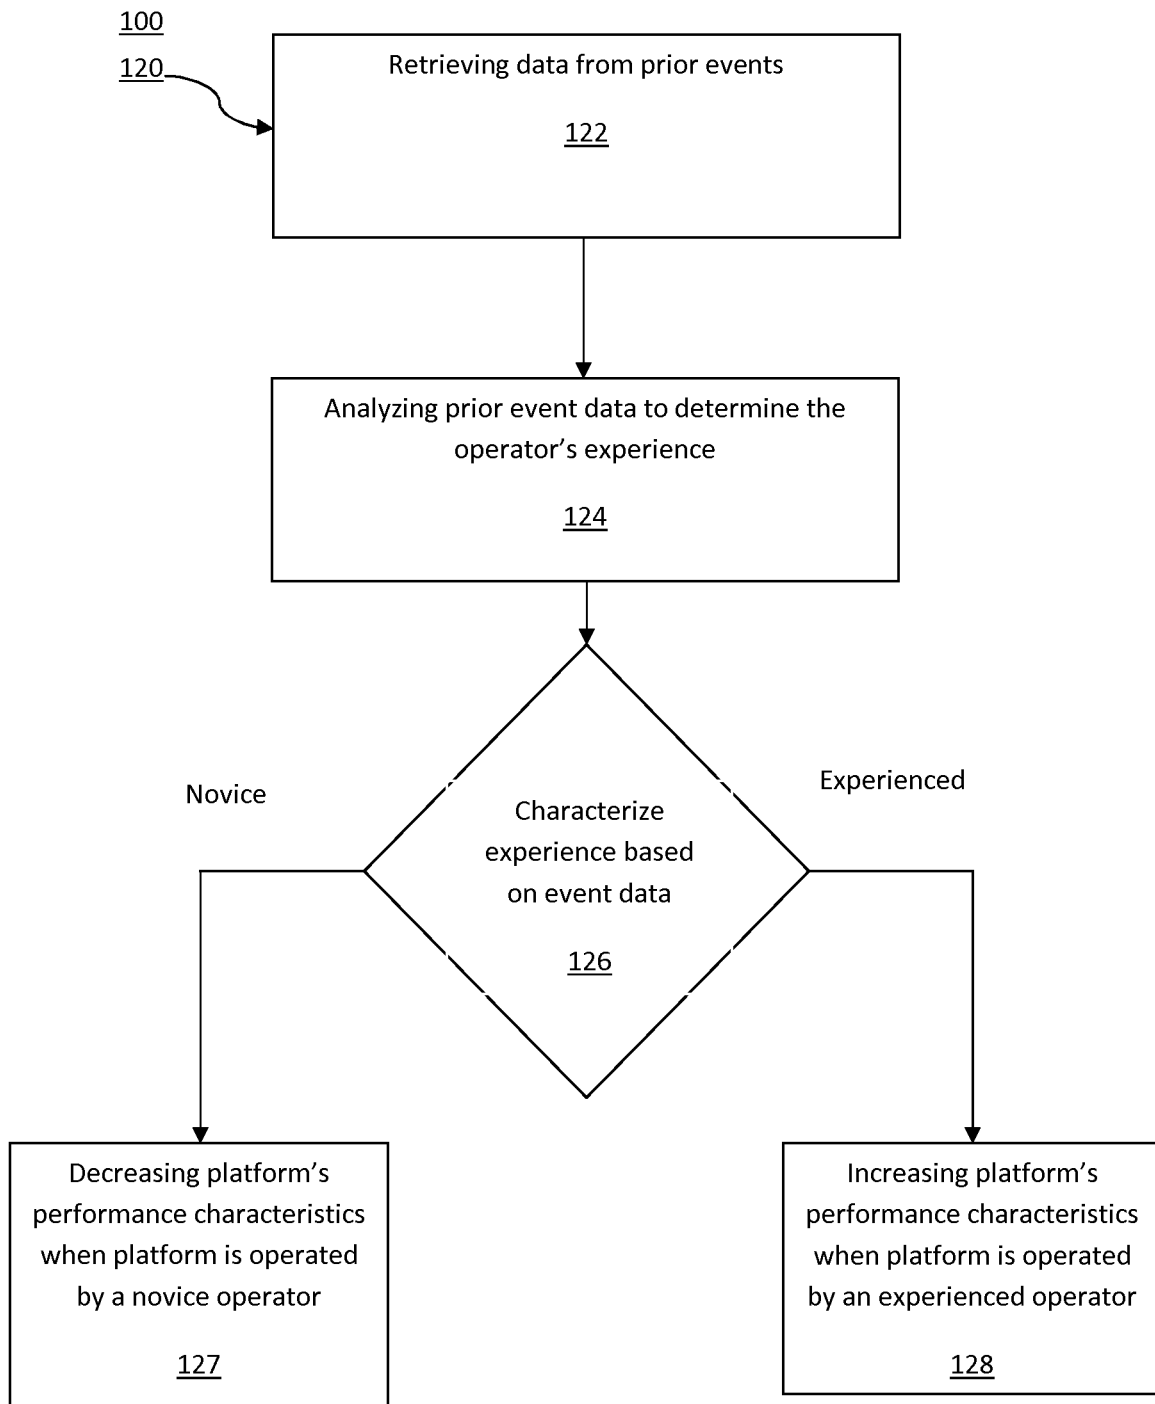 100
120
Retrieving data from prior events
122
Analyzing prior event data to determine the
operator’s experience
124
Novice
Experienced
Characterize
experience based
on event data
126
Decreasing platform’s
performance characteristics
when platform is operated
by a novice operator
127
Increasing platform’s
performance characteristics
when platform is operated
by an experienced operator
128